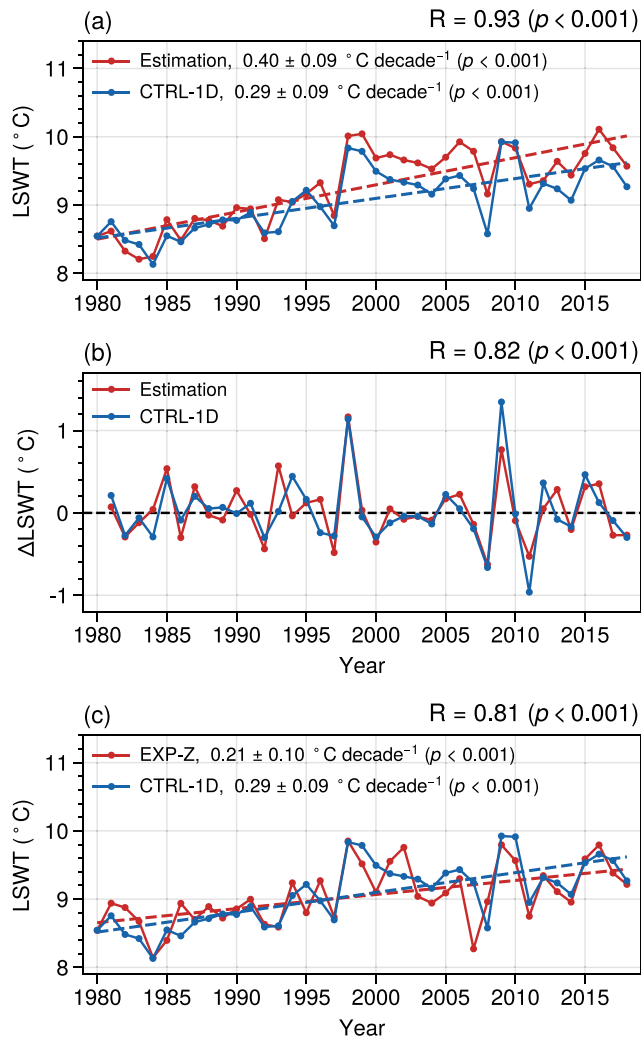 (a) R = 0.93 (p < 0.001)
Estimation, 0.40 ± 0.09 °C decade⁻¹ (p < 0.001)
CTRL-1D, 0.29 ± 0.09 °C decade⁻¹ (p < 0.001)
LSWT (°C)
11
10
9
8
1980 1985 1990 1995 2000 2005 2010 2015
(b) R = 0.82 (p < 0.001)
Estimation
CTRL-1D
ΔLSWT (°C)
1
0
-1
1980 1985 1990 1995 2000 2005 2010 2015
Year
(c) R = 0.81 (p < 0.001)
EXP-Z, 0.21 ± 0.10 °C decade⁻¹ (p < 0.001)
CTRL-1D, 0.29 ± 0.09 °C decade⁻¹ (p < 0.001)
LSWT (°C)
11
10
9
8
1980 1985 1990 1995 2000 2005 2010 2015
Year